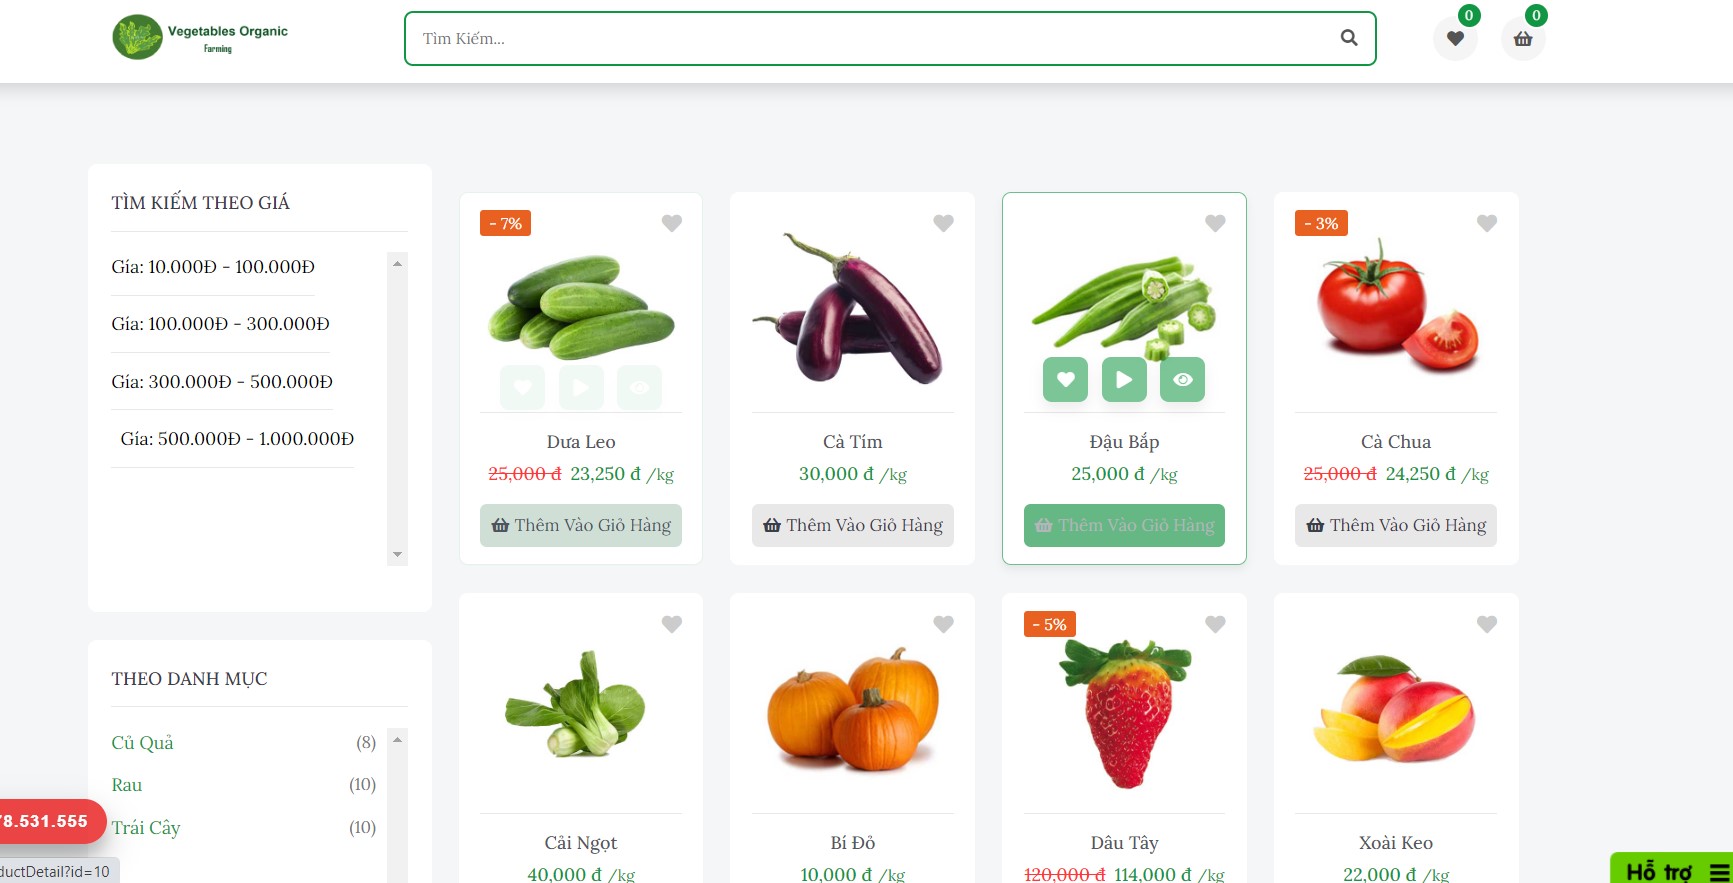 Vegetables Organic
Farming
Tìm Kiếm...
0
0
TÌM KIẾM THEO GIÁ
Gía: 10.000Đ - 100.000Đ
Gía: 100.000Đ - 300.000Đ
Gía: 300.000Đ - 500.000Đ
Gía: 500.000Đ - 1.000.000Đ
THEO DANH MỤC
Củ Quả (8)
Rau (10)
Trái Cây (10)
- 7%
Dưa Leo
25,000 đ 23,250 đ /kg
Thêm Vào Giỏ Hàng
Cà Tím
30,000 đ /kg
Thêm Vào Giỏ Hàng
Đậu Bắp
25,000 đ /kg
Thêm Vào Giỏ Hàng
- 3%
Cà Chua
25,000 đ 24,250 đ /kg
Thêm Vào Giỏ Hàng
Cải Ngọt
40,000 đ /kg
Bí Đỏ
10,000 đ /kg
- 5%
Dâu Tây
120,000 đ 114,000 đ /kg
Xoài Keo
22,000 đ /kg
8.531.555
ductDetail?id=10
Hỗ trợ